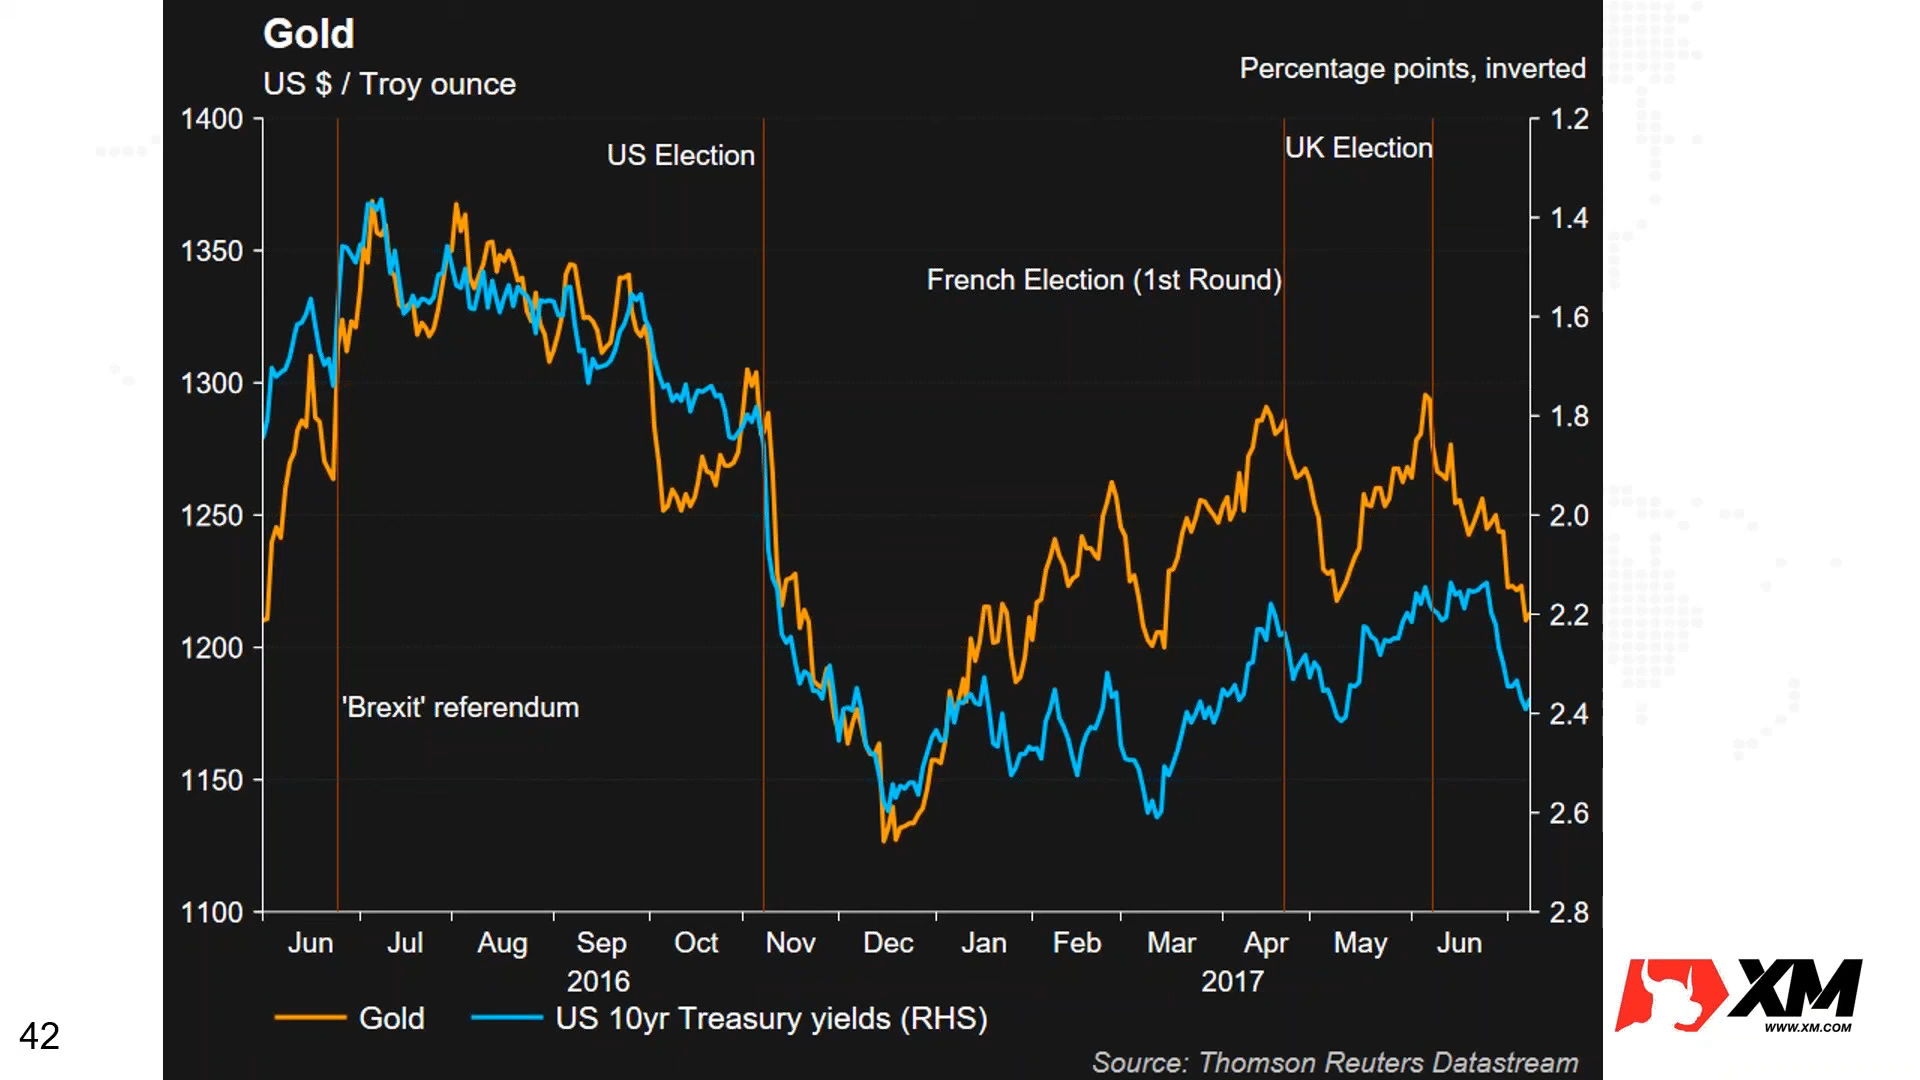 Gold
US $ / Troy ounce
Percentage points, inverted
1400
1350
1300
1250
1200
1150
1100
1.2
1.4
1.6
1.8
2.0
2.2
2.4
2.6
2.8
US Election
UK Election
French Election (1st Round)
'Brexit' referendum
Jun Jul Aug Sep Oct Nov Dec Jan Feb Mar Apr May Jun
2016 2017
Gold US 10yr Treasury yields (RHS)
Source: Thomson Reuters Datastream
42
XM
WWW.XM.COM